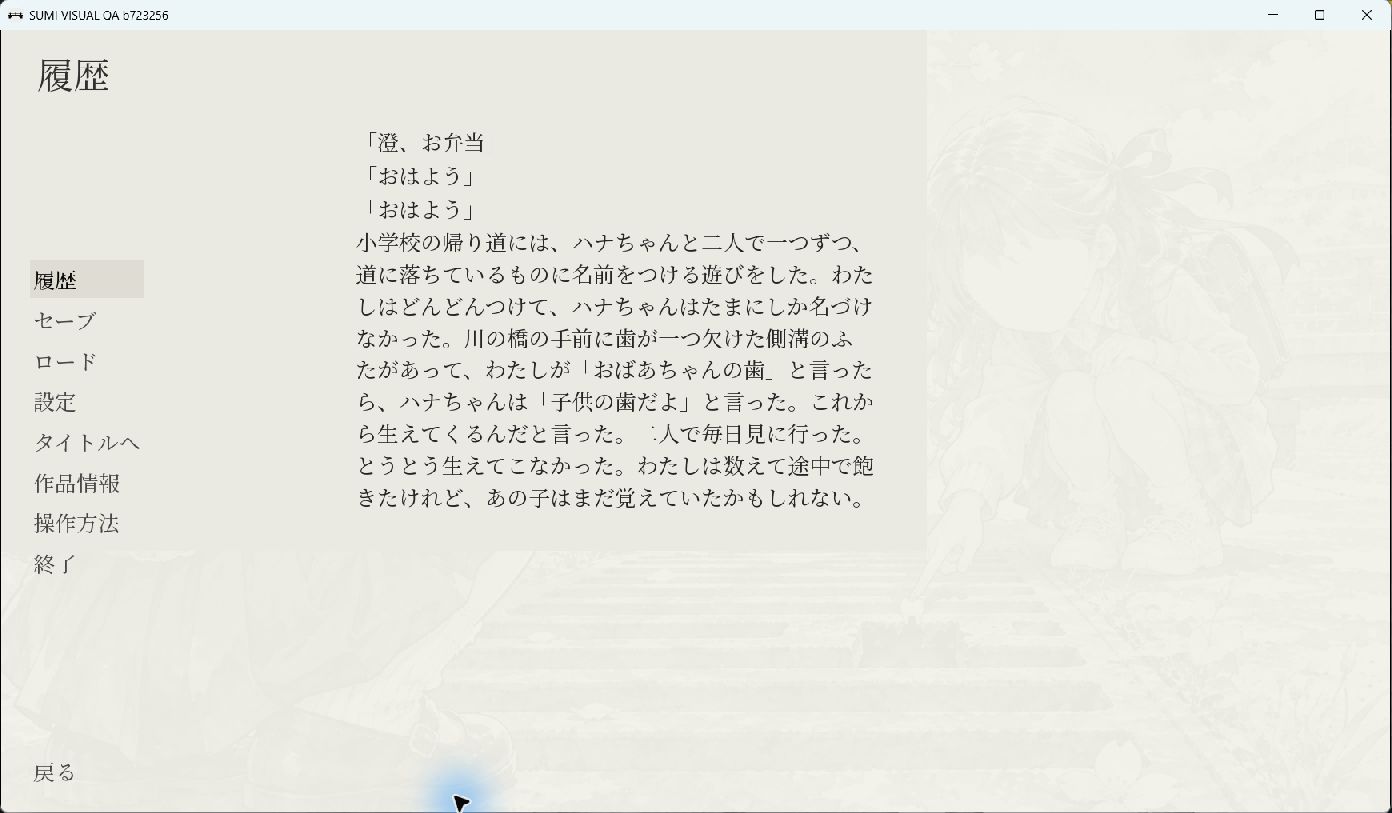 SUMI VISUAL QA b723256
履歴
「澄、お弁当
「おはよう」
「おはよう」
小学校の帰り道には、ハナちゃんと二人で一つずつ、
道に落ちているものに名前をつける遊びをした。わた
しはどんどんつけて、ハナちゃんはたまにしか名づけ
なかった。川の橋の手前に歯が一つ欠けた側溝のふ
たがあって、わたしが「おばあちゃんの歯」と言った
ら、ハナちゃんは「子供の歯だよ」と言った。これか
ら生えてくるんだと言った。二人で毎日見に行った。
とうとう生えてこなかった。わたしは数えて途中で飽
きたけれど、あの子はまだ覚えていたかもしれない。
履歴
セーブ
ロード
設定
タイトルへ
作品情報
操作方法
終了
戻る